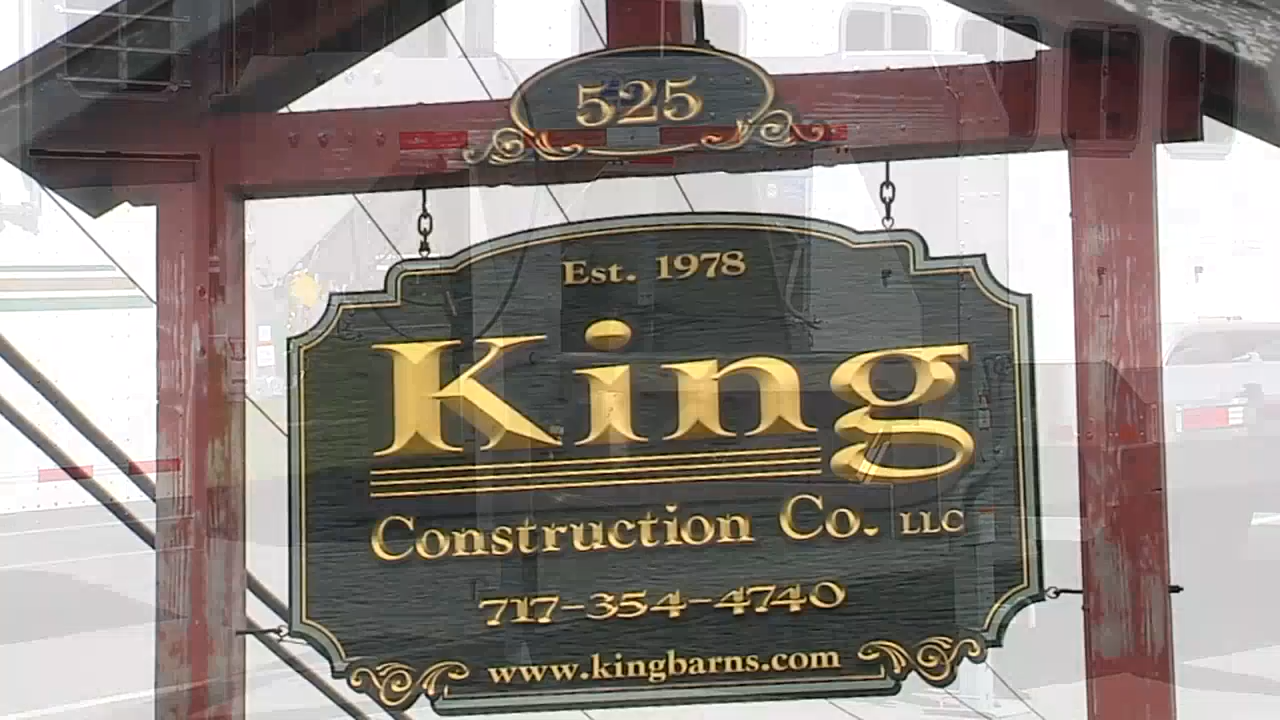 525
Est. 1978
King
Construction Co. LLC
717-354-4740
www.kingbarns.com